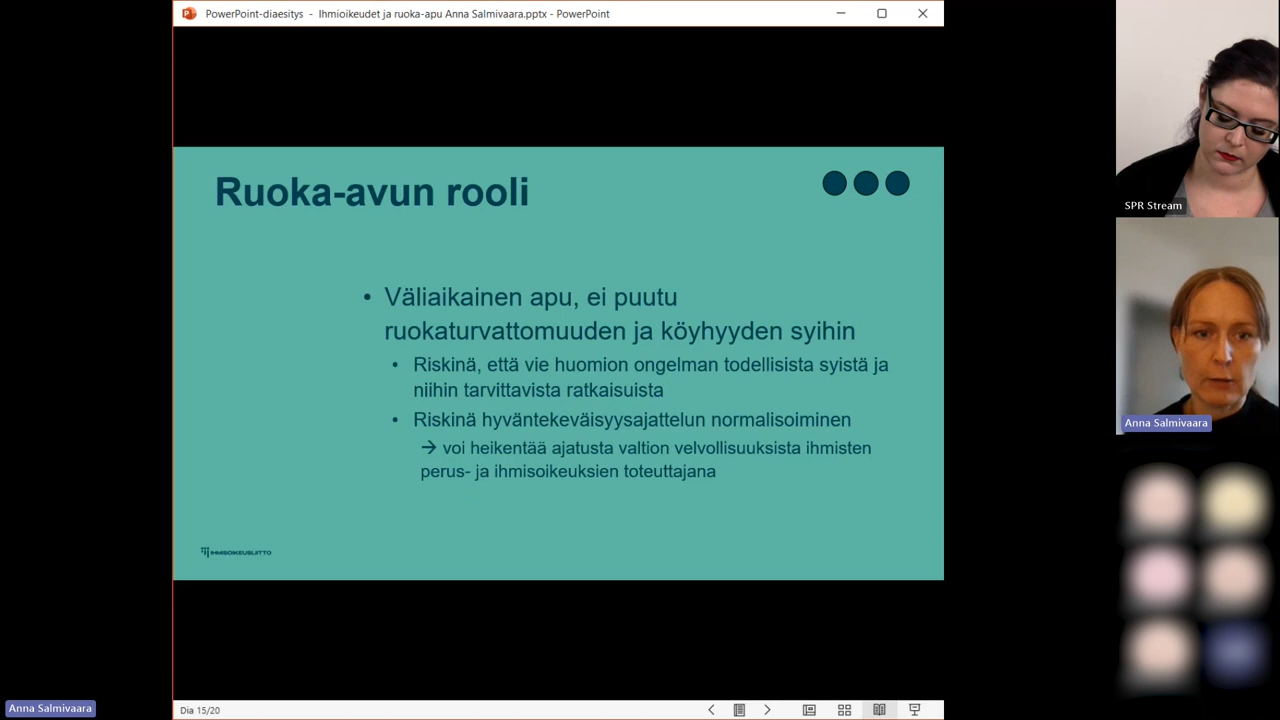 PowerPoint-diaesitys - Ihmioikeudet ja ruoka-apu Anna Salmivaara.pptx - PowerPoint
Ruoka-avun rooli
• Väliaikainen apu, ei puutu
ruokaturvattomuuden ja köyhyyden syihin
• Riskinä, että vie huomion ongelman todellisista syistä ja
niihin tarvittavista ratkaisuista
• Riskinä hyväntekeväisyysajattelun normalisoiminen
→ voi heikentää ajatusta valtion velvollisuuksista ihmisten
perus- ja ihmisoikeuksien toteuttajana
IHMISOIKEUSLIITTO
Dia 15/20
SPR Stream
Anna Salmivaara
Anna Salmivaara